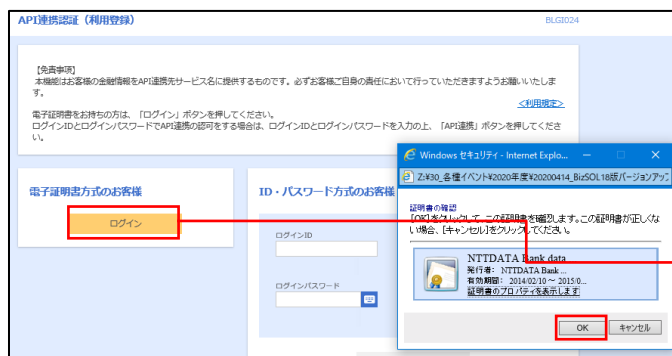 API連携認証（利用登録）
BLGI024
【免責事項】
本機能はお客様の金融情報をAPI連携先サービス名に提供するものです。必ずお客様ご自身の責任において行っていただきますようお願いいたしま
す。
<利用規定>
電子証明書をお持ちの方は、「ログイン」ボタンを押してください。
ログインIDとログインパスワードでAPI連携の認可をする場合は、ログインIDとログインパスワードを入力の上、「API連携」ボタンを押してくださ
い。
電子証明書方式のお客様
ログイン
ID・パスワード方式のお客様
ログインID
ログインパスワード
Windows セキュリティ - Internet Explo...
Z:¥30_各種イベント¥2020年度¥20200414_BizSOL18版バージョンアップ
証明書の確認
[OK]をクリックして、この証明書を確認します。この証明書が正しくな
い場合、[キャンセル]をクリックしてください。
NTTDATA Bank data
発行者: NTTDATA Bank ...
有効期間: 2014/02/10 ～ 2015/0...
証明書のプロパティを表示します
OK
キャンセル